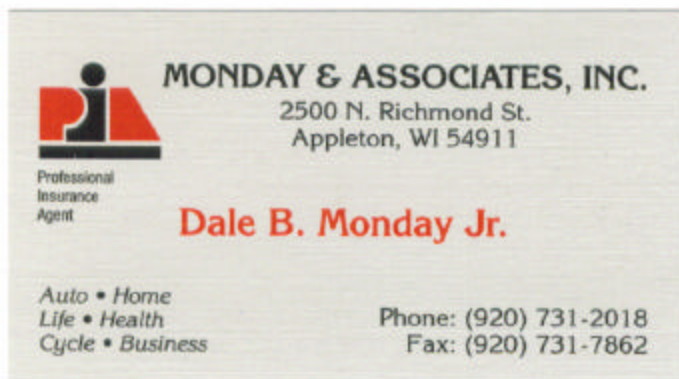 MONDAY & ASSOCIATES, INC.
2500 N. Richmond St.
Appleton, WI 54911
PIA
Professional
Insurance
Agent
Dale B. Monday Jr.
Auto • Home
Life • Health
Cycle • Business
Phone: (920) 731-2018
Fax: (920) 731-7862